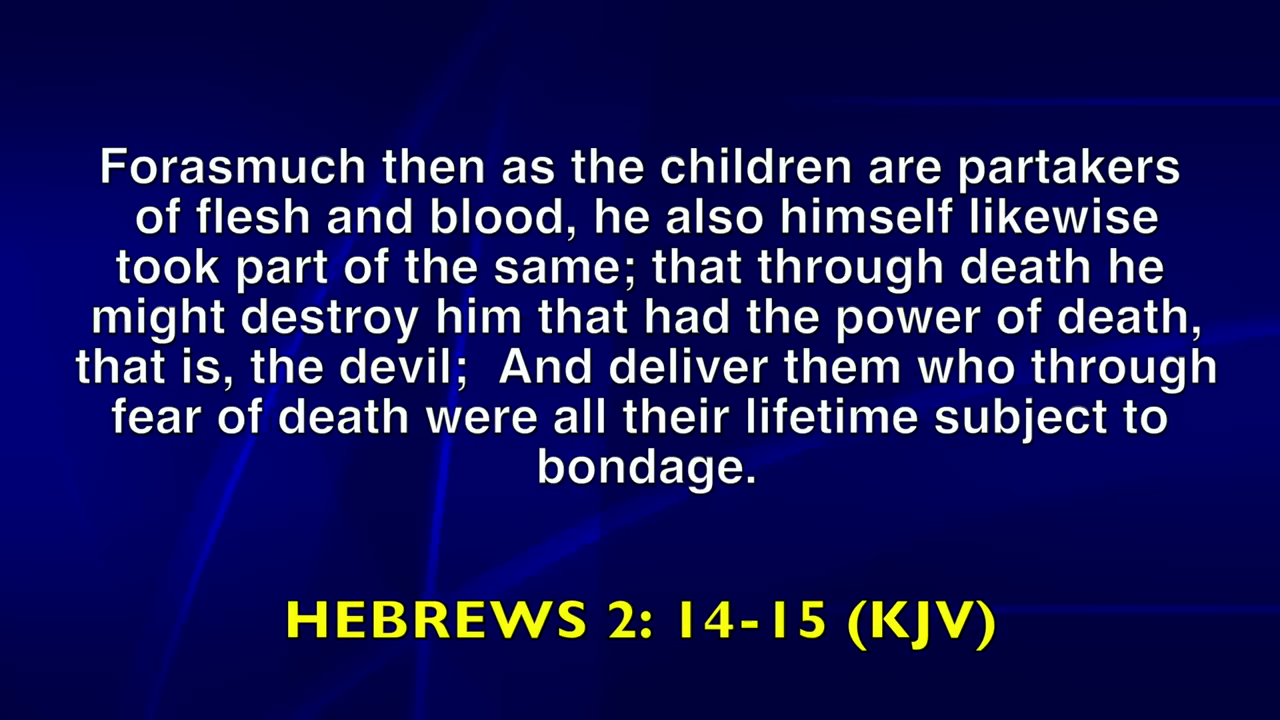 Forasmuch then as the children are partakers
of flesh and blood, he also himself likewise
took part of the same; that through death he
might destroy him that had the power of death,
that is, the devil;  And deliver them who through
fear of death were all their lifetime subject to
bondage.
HEBREWS 2: 14-15 (KJV)